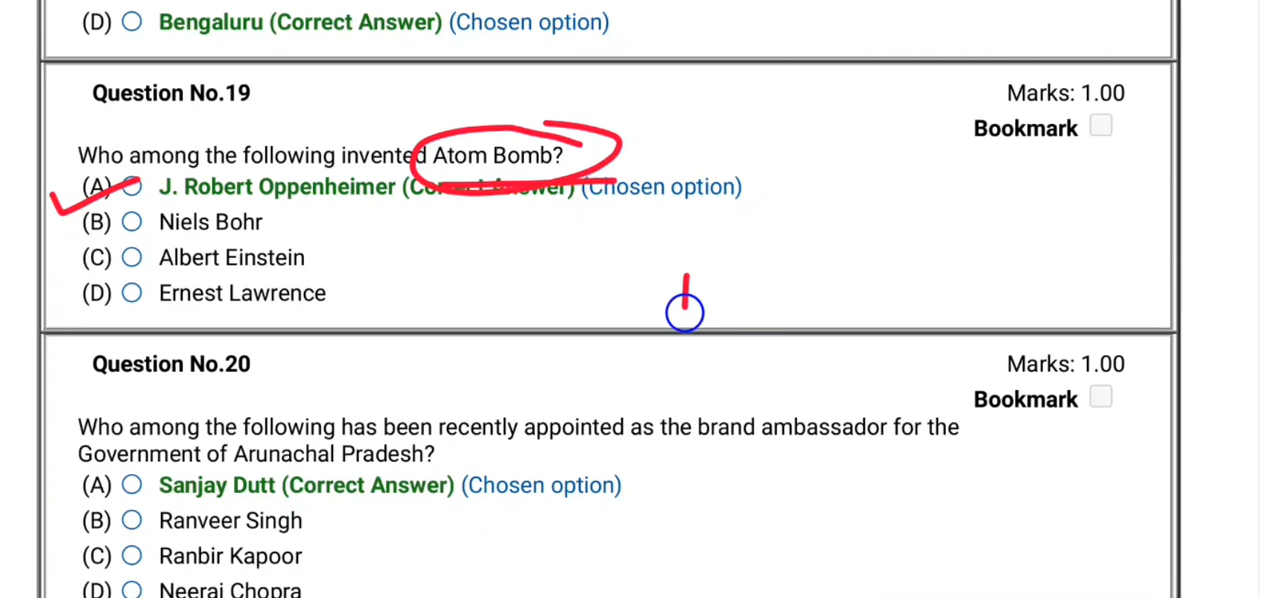 (D) Bengaluru (Correct Answer) (Chosen option)
Question No.19 Marks: 1.00
Bookmark
Who among the following invented Atom Bomb?
(A) J. Robert Oppenheimer (Correct Answer) (Chosen option)
(B) Niels Bohr
(C) Albert Einstein
(D) Ernest Lawrence
Question No.20 Marks: 1.00
Bookmark
Who among the following has been recently appointed as the brand ambassador for the
Government of Arunachal Pradesh?
(A) Sanjay Dutt (Correct Answer) (Chosen option)
(B) Ranveer Singh
(C) Ranbir Kapoor
(D) Neeraj Chopra